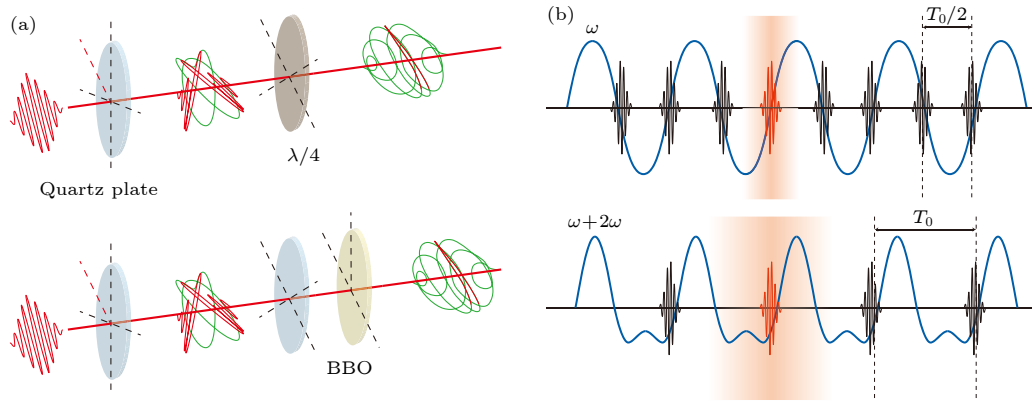 (a)
Quartz plate
λ/4
BBO
(b)
ω
T₀/2
ω+2ω
T₀